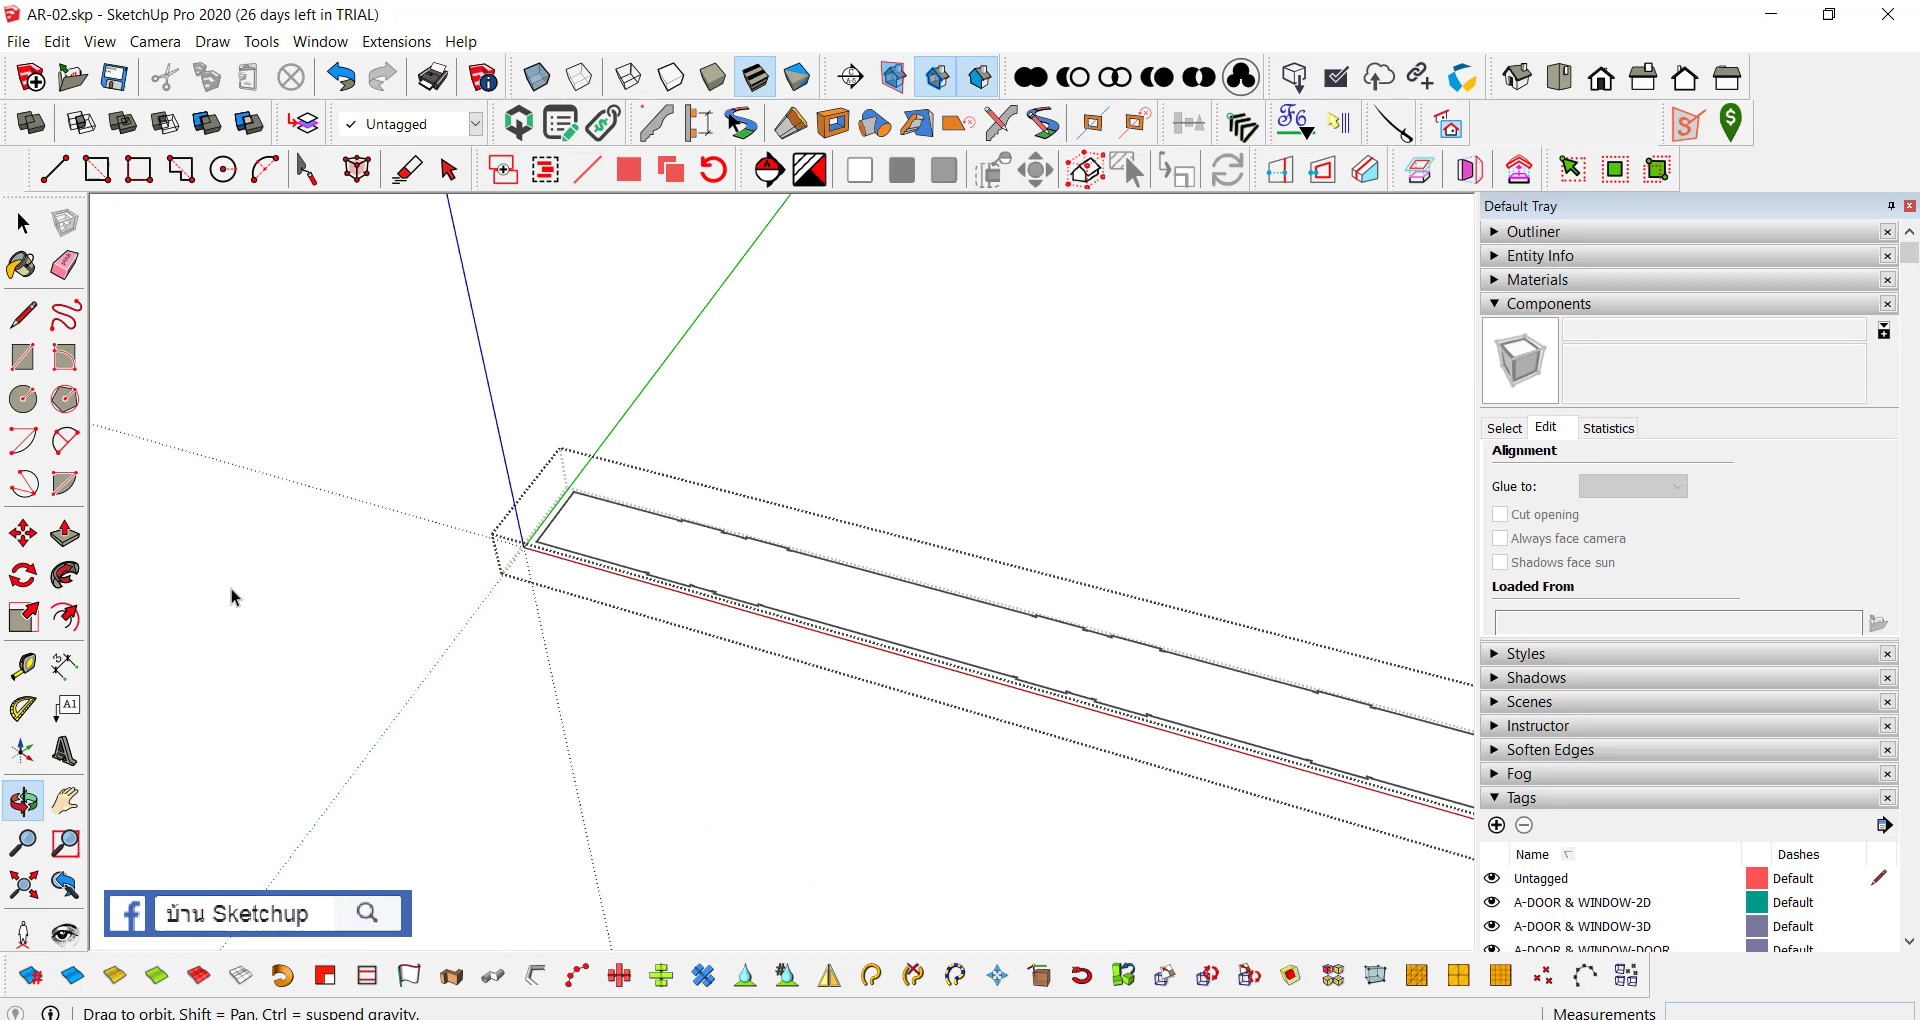 AR-02.skp - SketchUp Pro 2020 (26 days left in TRIAL)
File Edit View Camera Draw Tools Window Extensions Help
✓ Untagged
Default Tray
Outliner
Entity Info
Materials
Components
Select Edit Statistics
Alignment
Glue to:
Cut opening
Always face camera
Shadows face sun
Loaded From
Styles
Shadows
Scenes
Instructor
Soften Edges
Fog
Tags
Name Dashes
Untagged Default
A-DOOR & WINDOW-2D Default
A-DOOR & WINDOW-3D Default
A-DOOR & WINDOW-DOOR Default
บ้าน Sketchup
Drag to orbit. Shift = Pan, Ctrl = suspend gravity.
Measurements